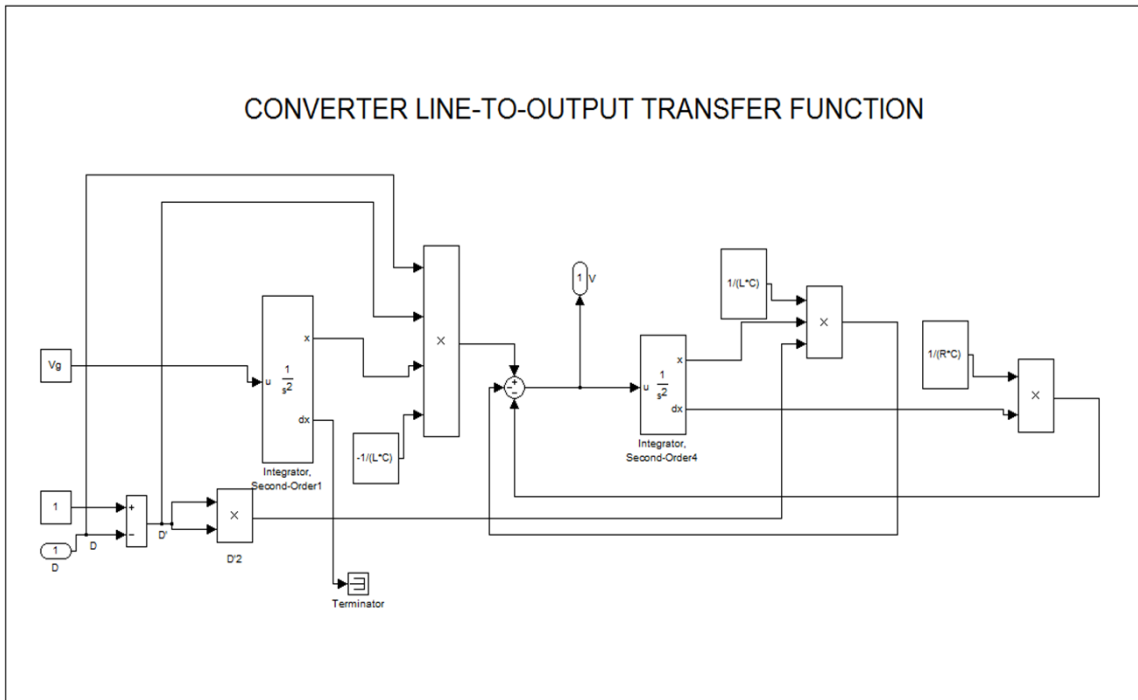 CONVERTER LINE-TO-OUTPUT TRANSFER FUNCTION
1
V
1/(L*C)
×
x
×
1/(R*C)
×
Vg
u
1
s2
x
dx
u
1
s2
dx
-1/(L*C)
Integrator,
Second-Order1
Integrator,
Second-Order4
1
+
−
D'
×
D'2
1
D
D
+
−
−
Terminator